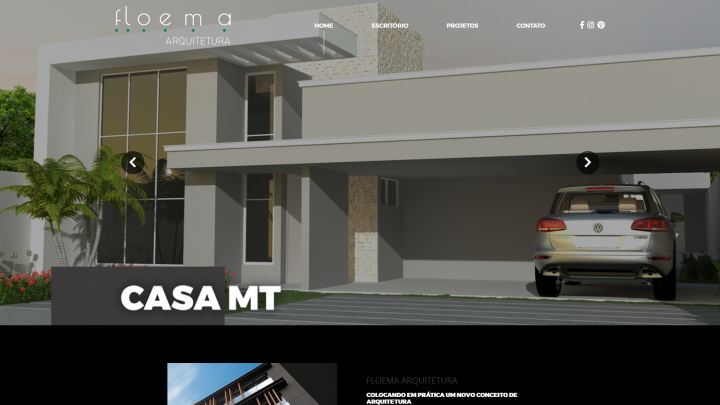 floema
ARQUITETURA
HOME
ESCRITÓRIO
PROJETOS
CONTATO
CASA MT
FLOEMA ARQUITETURA
COLOCANDO EM PRÁTICA UM NOVO CONCEITO DE
ARQUITETURA